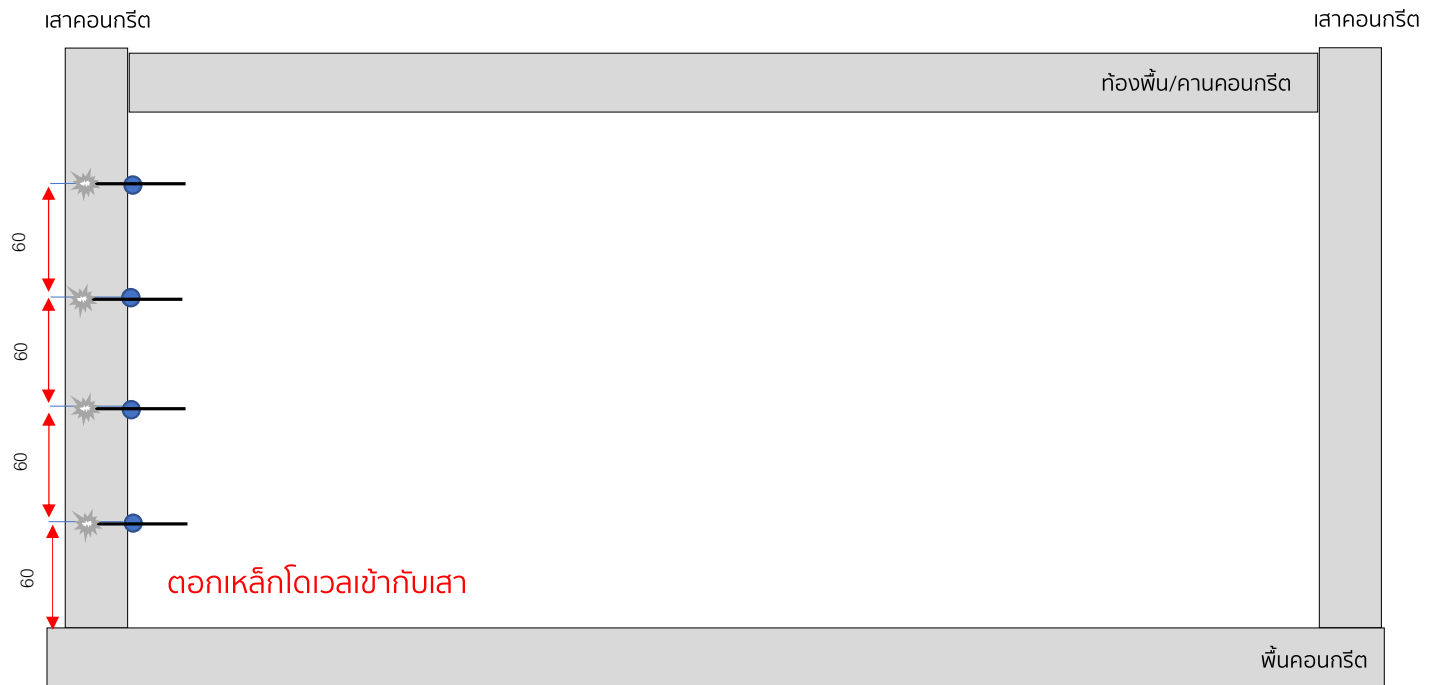 เสาคอนกรีต
เสาคอนกรีต
ท้องพื้น/คานคอนกรีต
60
60
60
60
ตอกเหล็กโดเวลเข้ากับเสา
พื้นคอนกรีต